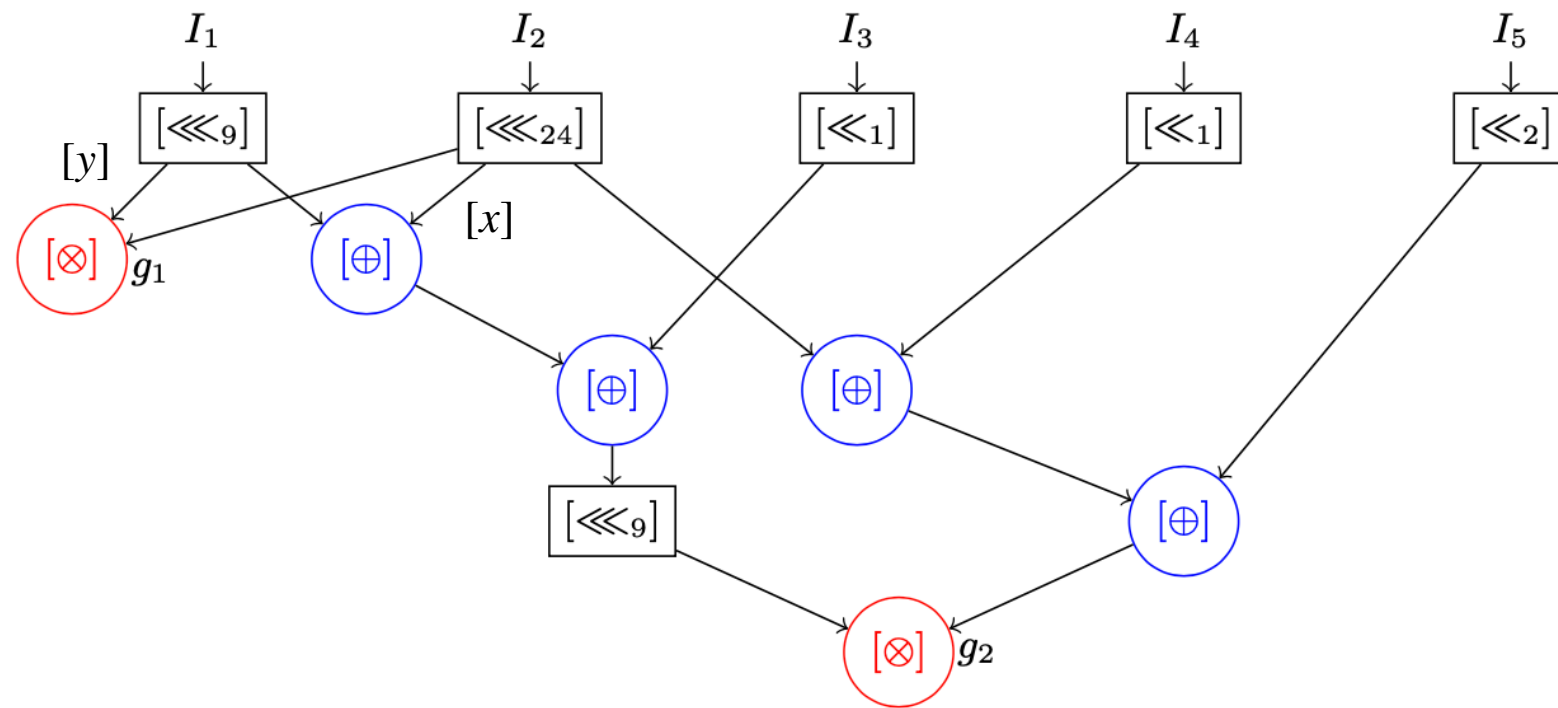 I₁ I₂ I₃ I₄ I₅
[⋘₉] [⋘₂₄] [≪₁] [≪₁] [≪₂]
[y]
[x]
[⊗] g₁ [⊕]
[⊕] [⊕]
[⋘₉] [⊕]
[⊗] g₂